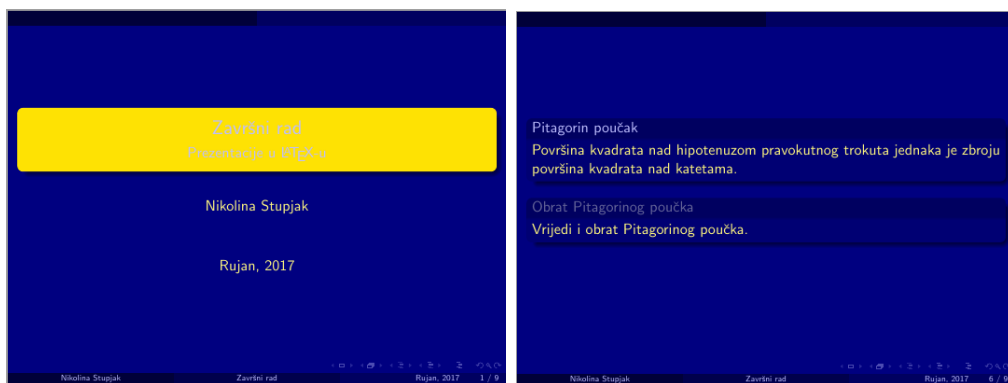 Završni rad
Prezentacije u LATEX-u
Nikolina Stupjak
Rujan, 2017
Nikolina Stupjak Završni rad Rujan, 2017 1 / 9
Pitagorin poučak
Površina kvadrata nad hipotenuzom pravokutnog trokuta jednaka je zbroju
površina kvadrata nad katetama.
Obrat Pitagorinog poučka
Vrijedi i obrat Pitagorinog poučka.
Nikolina Stupjak Završni rad Rujan, 2017 6 / 9